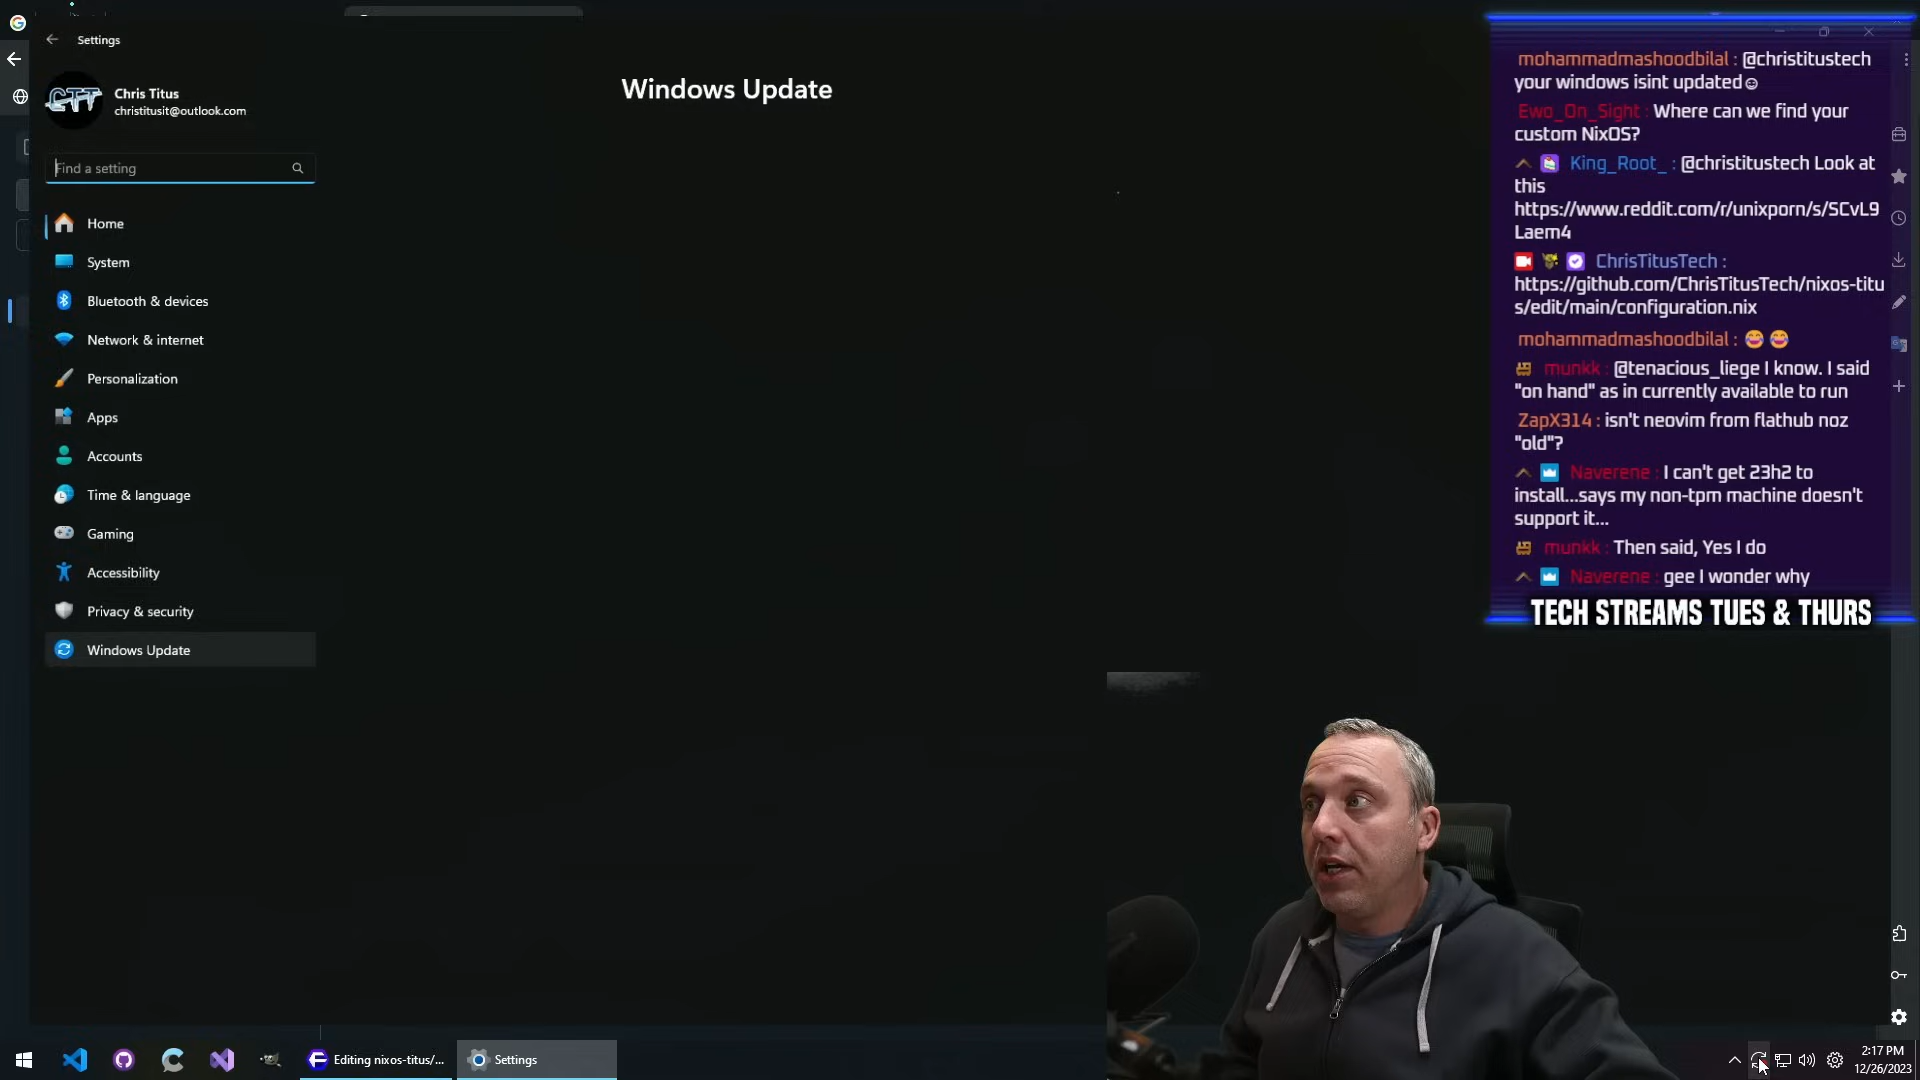 Settings
Chris Titus
christitusit@outlook.com
CTT
Find a setting
Home
System
Bluetooth & devices
Network & internet
Personalization
Apps
Accounts
Time & language
Gaming
Accessibility
Privacy & security
Windows Update
Windows Update
mohammadmashoodbilal : @christitustech
your windows isint updated☺
Ewo_On_Sight : Where can we find your
custom NixOS?
King_Root_ : @christitustech Look at
this
https://www.reddit.com/r/unixporn/s/SCvL9
Laem4
ChrisTitusTech :
https://github.com/ChrisTitusTech/nixos-titu
s/edit/main/configuration.nix
mohammadmashoodbilal : 😂 😂
munkk : @tenacious_liege I know. I said
"on hand" as in currently available to run
ZapX314 : isn't neovim from flathub noz
"old"?
Naverene : I can't get 23h2 to
install...says my non-tpm machine doesn't
support it...
munkk : Then said, Yes I do
Naverene : gee I wonder why
TECH STREAMS TUES & THURS
Editing nixos-titus/...
Settings
2:17 PM
12/26/2023